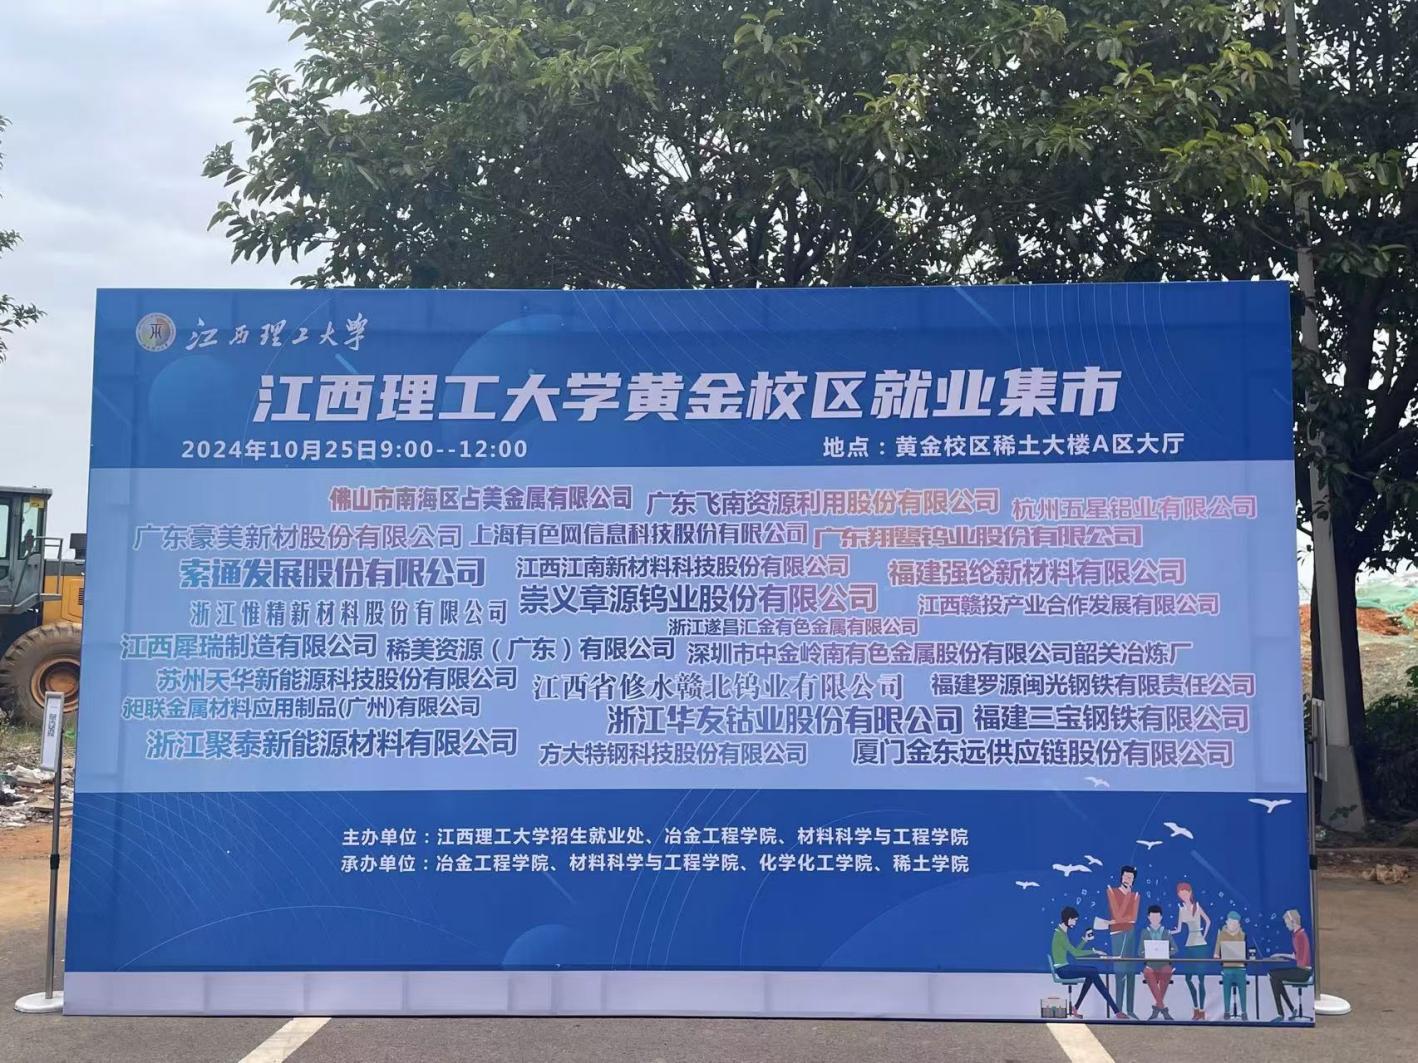 江西理工大学
江西理工大学黄金校区就业集市
2024年10月25日9:00--12:00
地点：黄金校区稀土大楼A区大厅
佛山市南海区占美金属有限公司
广东飞南资源利用股份有限公司
杭州五星铝业有限公司
广东豪美新材股份有限公司
上海有色网信息科技股份有限公司
广东翔鹭钨业股份有限公司
索通发展股份有限公司
江西江南新材料科技股份有限公司
福建强纶新材料有限公司
浙江惟精新材料股份有限公司
崇义章源钨业股份有限公司
江西赣投产业合作发展有限公司
浙江遂昌汇金有色金属有限公司
江西犀瑞制造有限公司
稀美资源（广东）有限公司
深圳市中金岭南有色金属股份有限公司韶关冶炼厂
苏州天华新能源科技股份有限公司
江西省修水赣北钨业有限公司
福建罗源闽光钢铁有限责任公司
昶联金属材料应用制品(广州)有限公司
浙江华友钴业股份有限公司
福建三宝钢铁有限公司
浙江聚泰新能源材料有限公司
方大特钢科技股份有限公司
厦门金东远供应链股份有限公司
主办单位：江西理工大学招生就业处、冶金工程学院、材料科学与工程学院
承办单位：冶金工程学院、材料科学与工程学院、化学化工学院、稀土学院